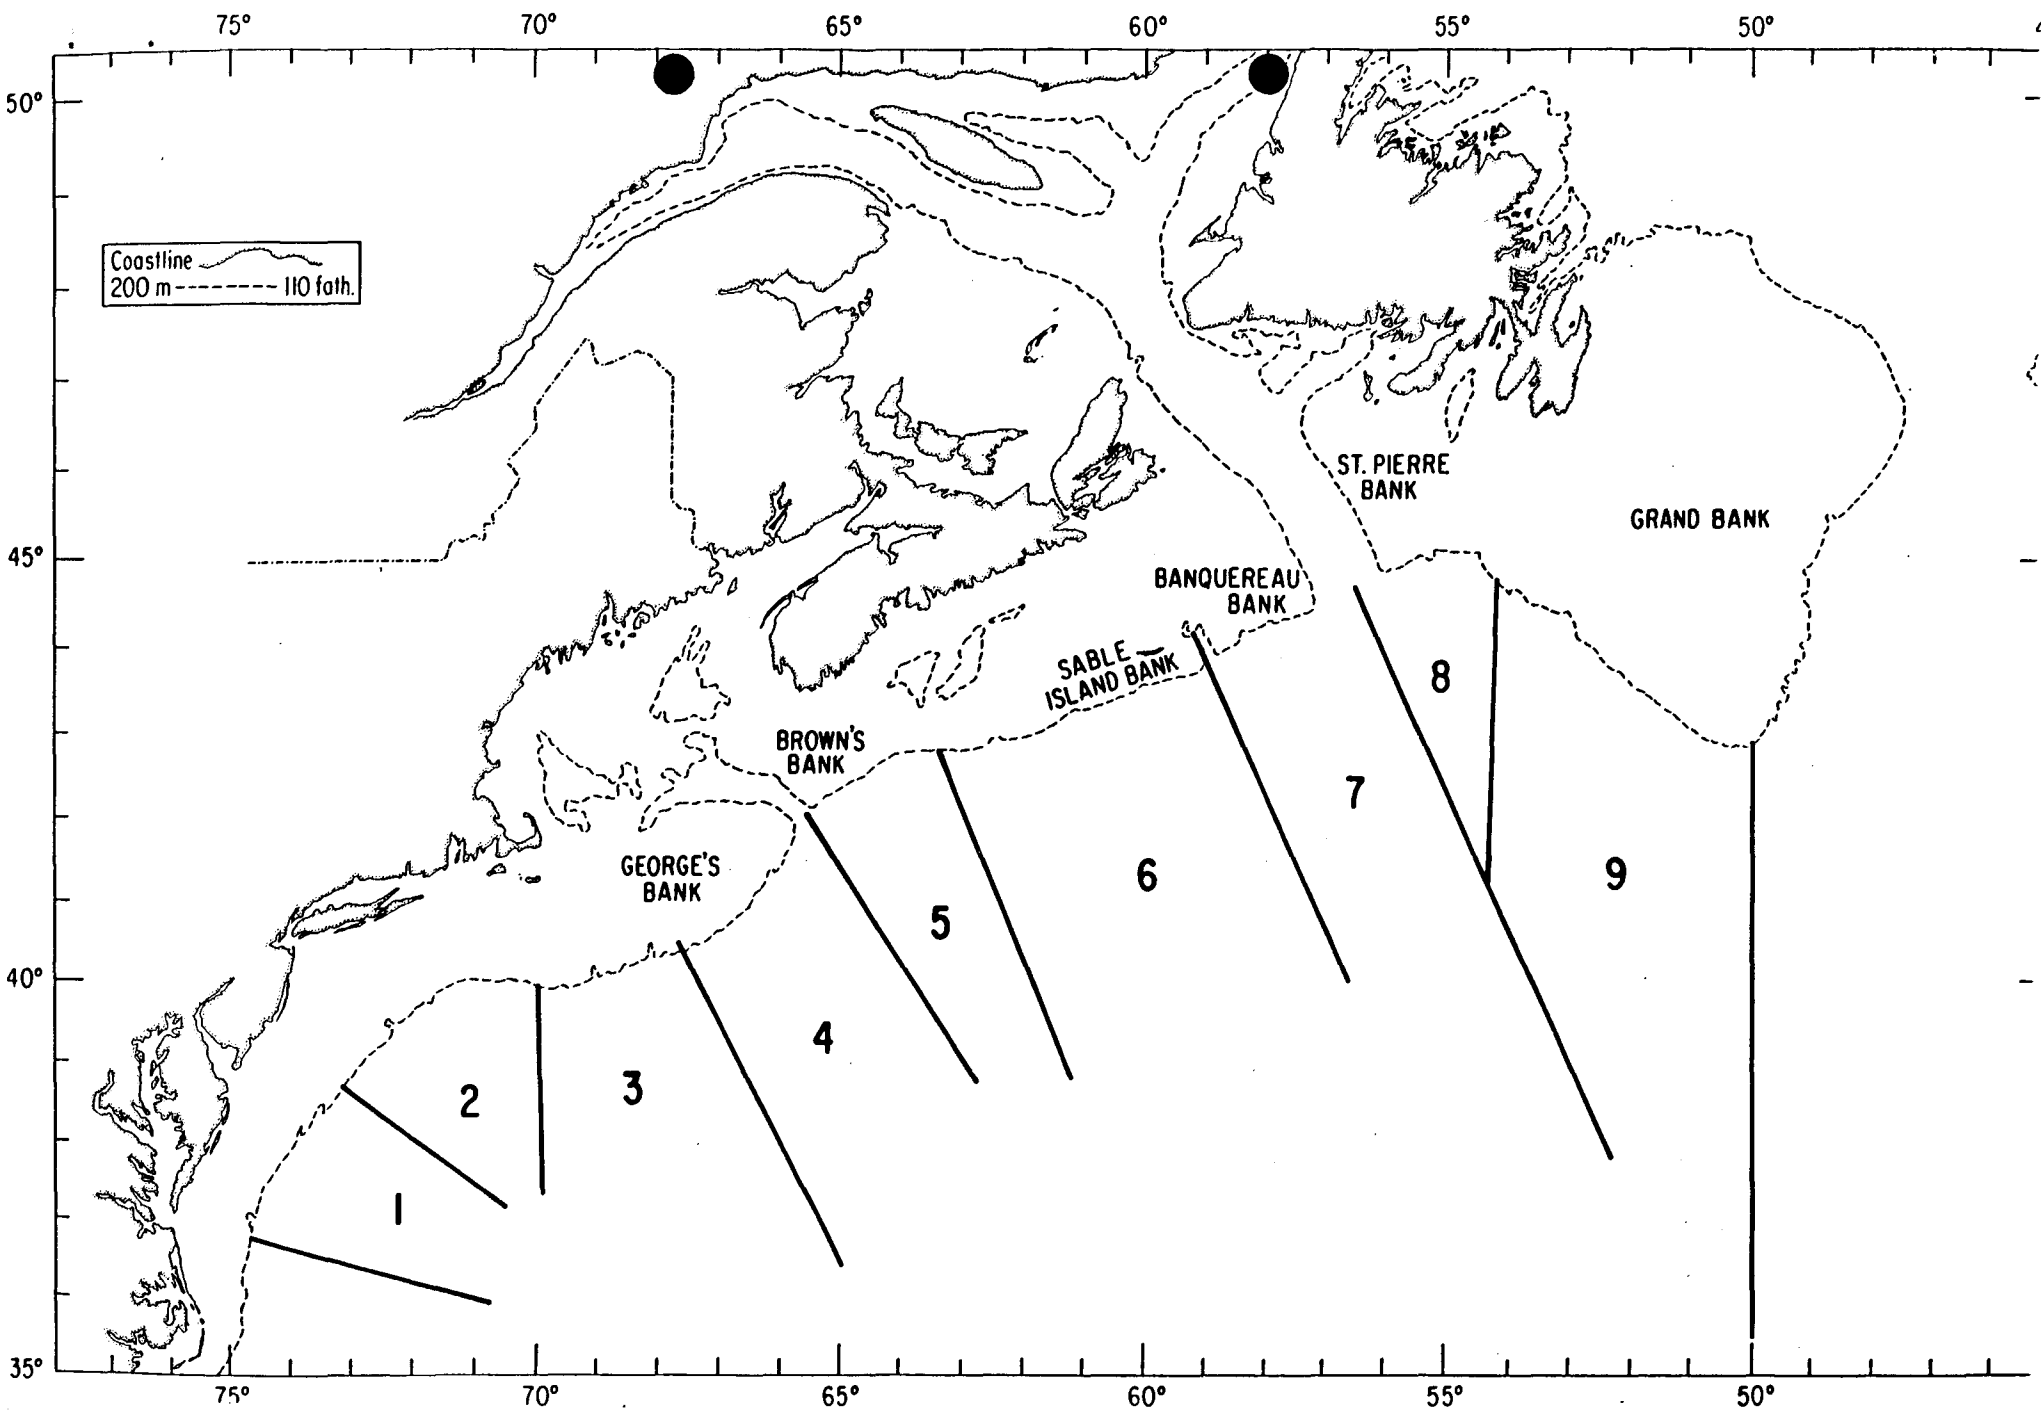 75° 70° 65° 60° 55° 50°
50°
Coastline
200 m 110 fath.
ST. PIERRE
BANK
GRAND BANK
45°
BANQUEREAU
BANK
SABLE
ISLAND BANK
8
BROWN'S
BANK
7
GEORGE'S
BANK
6
9
5
40°
4
3
2
1
35°
75° 70° 65° 60° 55° 50°